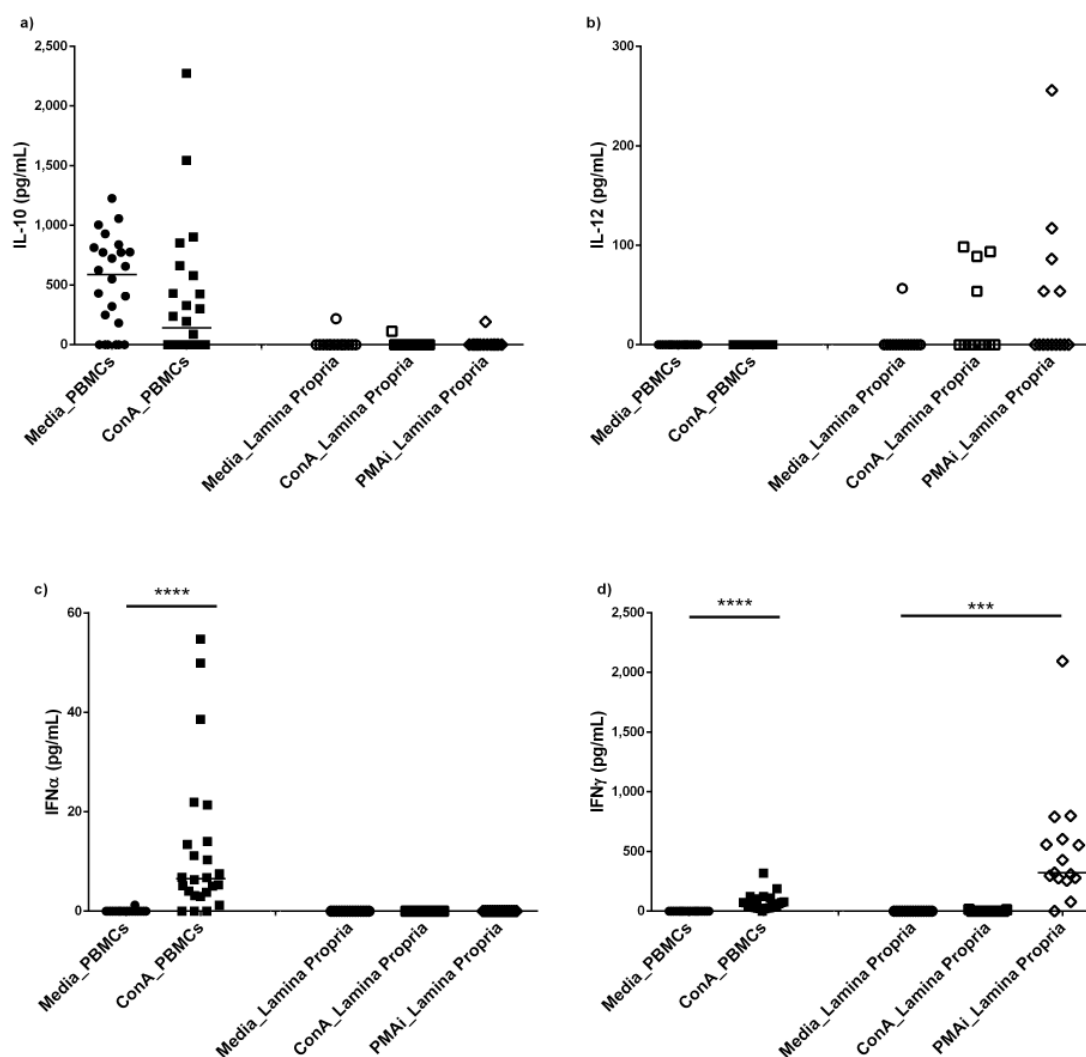 a)
IL-10 (pg/mL)
2,500
2,000
1,500
1,000
500
0
Media_PBMCs
ConA_PBMCs
Media_Lamina Propria
ConA_Lamina Propria
PMAi_Lamina Propria
b)
IL-12 (pg/mL)
300
200
100
0
Media_PBMCs
ConA_PBMCs
Media_Lamina Propria
ConA_Lamina Propria
PMAi_Lamina Propria
c)
****
IFNα (pg/mL)
60
40
20
0
Media_PBMCs
ConA_PBMCs
Media_Lamina Propria
ConA_Lamina Propria
PMAi_Lamina Propria
d)
****
***
IFNγ (pg/mL)
2,500
2,000
1,500
1,000
500
0
Media_PBMCs
ConA_PBMCs
Media_Lamina Propria
ConA_Lamina Propria
PMAi_Lamina Propria